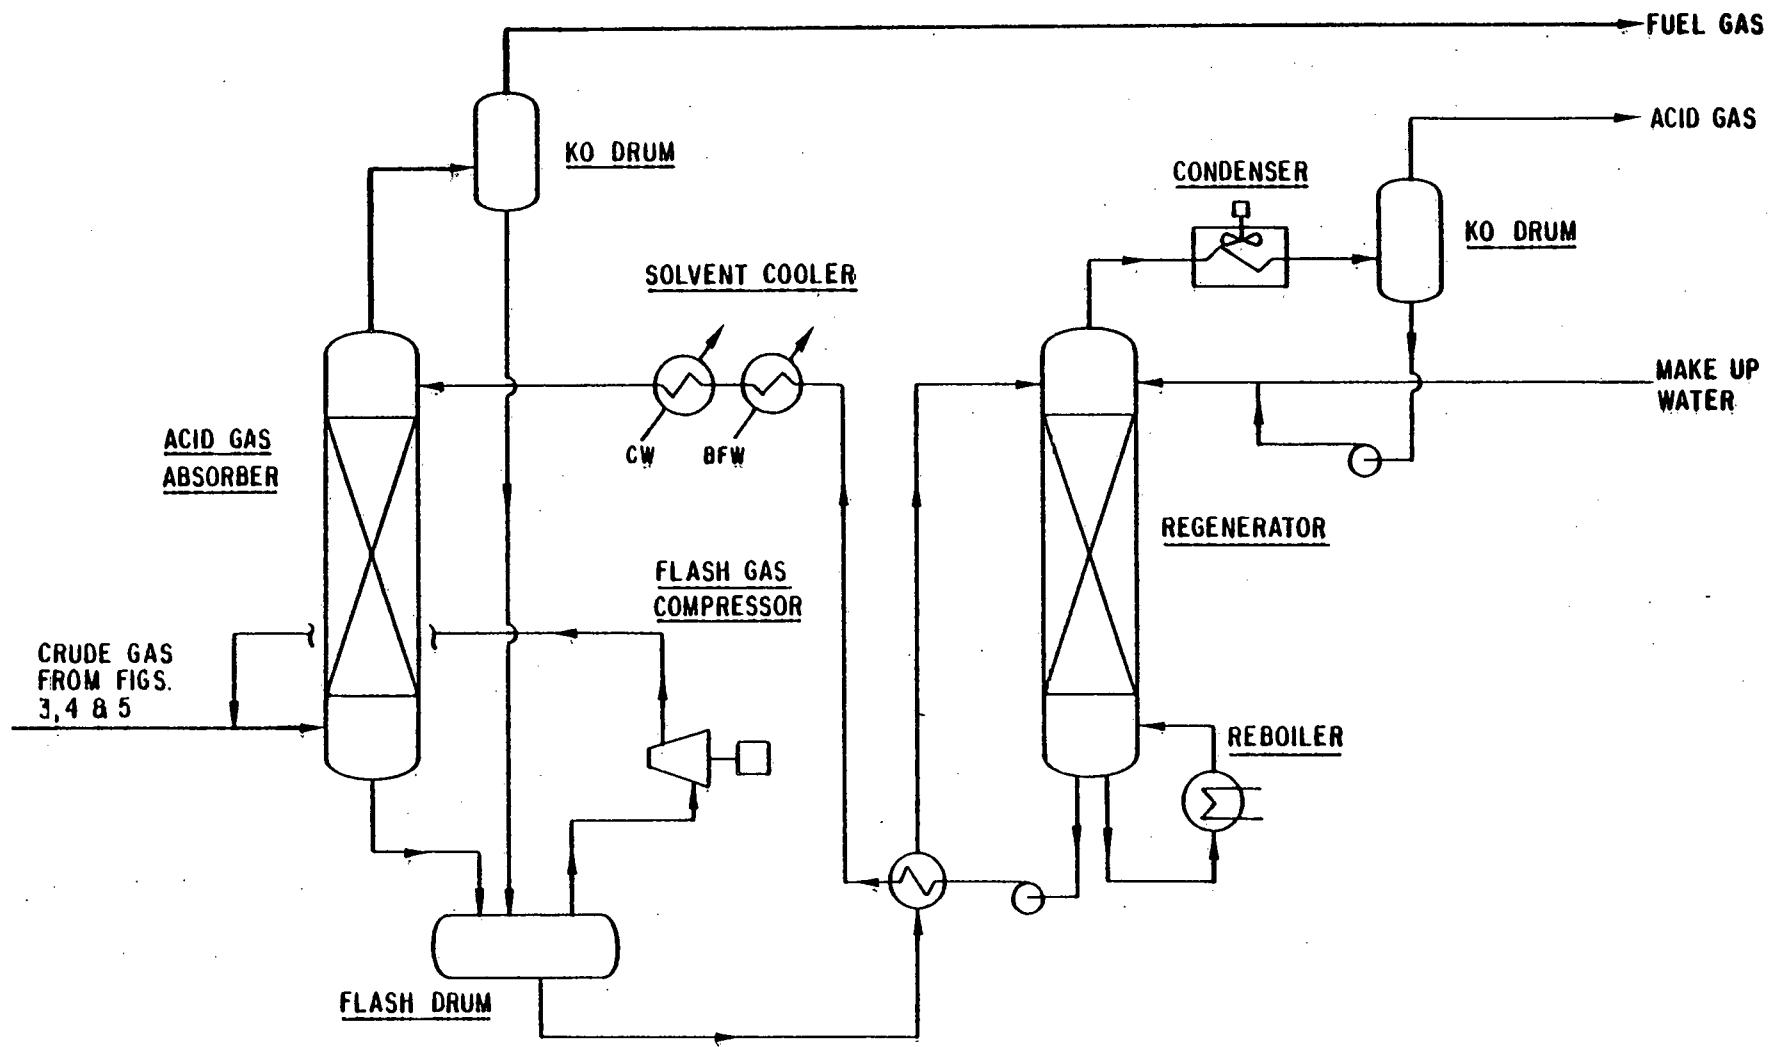 FUEL GAS
ACID GAS
KO DRUM
CONDENSER
KO DRUM
SOLVENT COOLER
MAKE UP
WATER
ACID GAS
ABSORBER
CW
BFW
REGENERATOR
FLASH GAS
COMPRESSOR
CRUDE GAS
FROM FIGS.
3, 4 & 5
REBOILER
FLASH DRUM